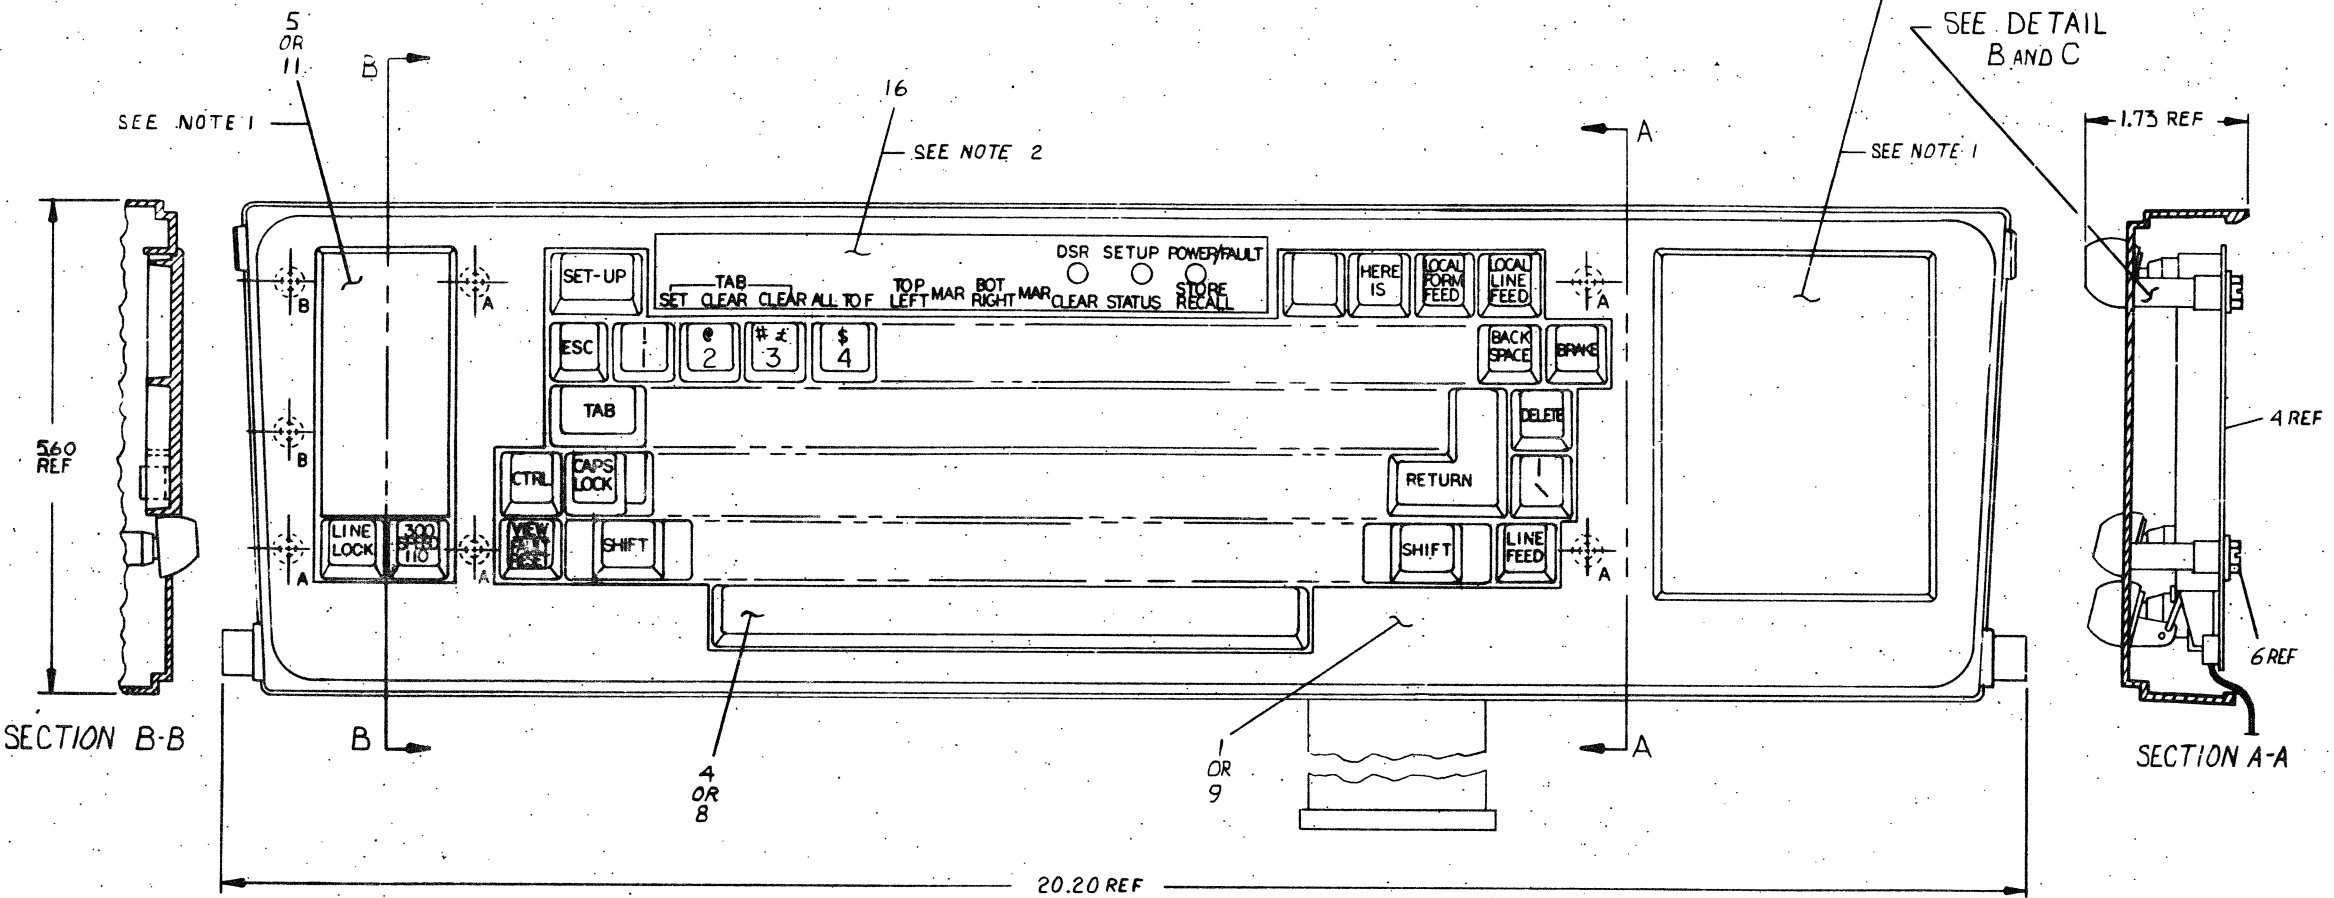 5
OR
11
B
SEE NOTE 1
16
SEE NOTE 2
A
SEE NOTE 1
SEE DETAIL
B AND C
1.73 REF
5.60
REF
B
A
SET-UP
TAB
SET CLEAR CLEAR ALL TOF
TOP
LEFT MAR
BOT
RIGHT MAR
DSR SETUP POWER/FAULT
CLEAR STATUS
STORE
RECALL
HERE
IS
LOCAL
FORM
FEED
LOCAL
LINE
FEED
A
ESC
!
1
@
2
# £
3
$
4
BACK
SPACE
BRAKE
B
TAB
DELETE
4 REF
CTRL
CAPS
LOCK
RETURN
|
\
LINE
LOCK
300
SPEED
110
A
A
VIEW
RESET
SHIFT
SHIFT
LINE
FEED
A
6 REF
SECTION B-B
B
4
OR
8
1
OR
9
A
SECTION A-A
20.20 REF